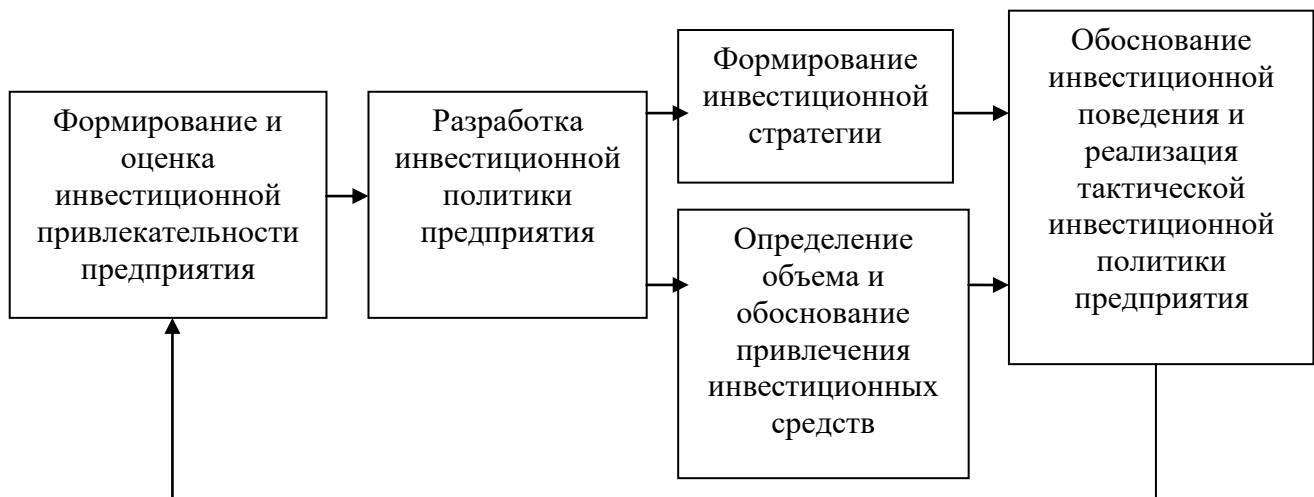 Формирование и
оценка
инвестиционной
привлекательности
предприятия
Разработка
инвестиционной
политики
предприятия
Формирование
инвестиционной
стратегии
Определение
объема и
обоснование
привлечения
инвестиционных
средств
Обоснование
инвестиционной
поведения и
реализация
тактической
инвестиционной
политики
предприятия